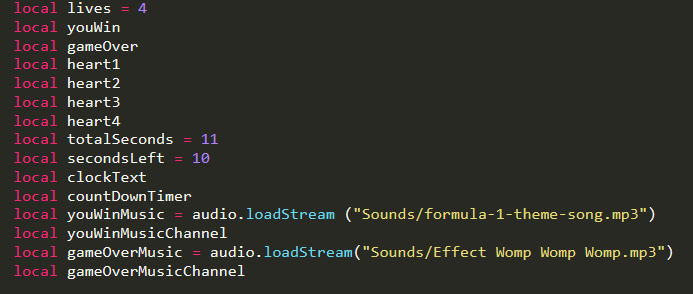 local lives = 4
local youWin
local gameOver
local heart1
local heart2
local heart3
local heart4
local totalSeconds = 11
local secondsLeft = 10
local clockText
local countDownTimer
local youWinMusic = audio.loadStream ("Sounds/formula-1-theme-song.mp3")
local youWinMusicChannel
local gameOverMusic = audio.loadStream("Sounds/Effect Womp Womp Womp.mp3")
local gameOverMusicChannel